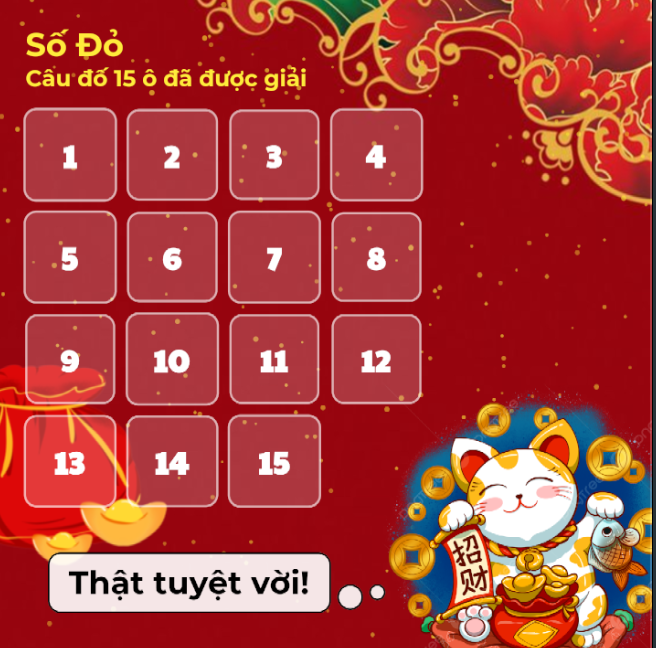 Số Đỏ
Câu đố 15 ô đã được giải
1 2 3 4
5 6 7 8
9 10 11 12
13 14 15
招财
Thật tuyệt vời!